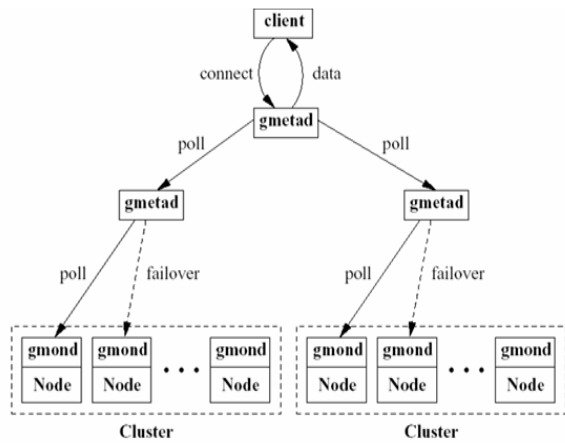 client
connect data
gmetad
poll poll
gmetad gmetad
poll failover poll failover
gmond gmond • • • gmond gmond gmond • • • gmond
Node Node Node Node Node Node
Cluster Cluster